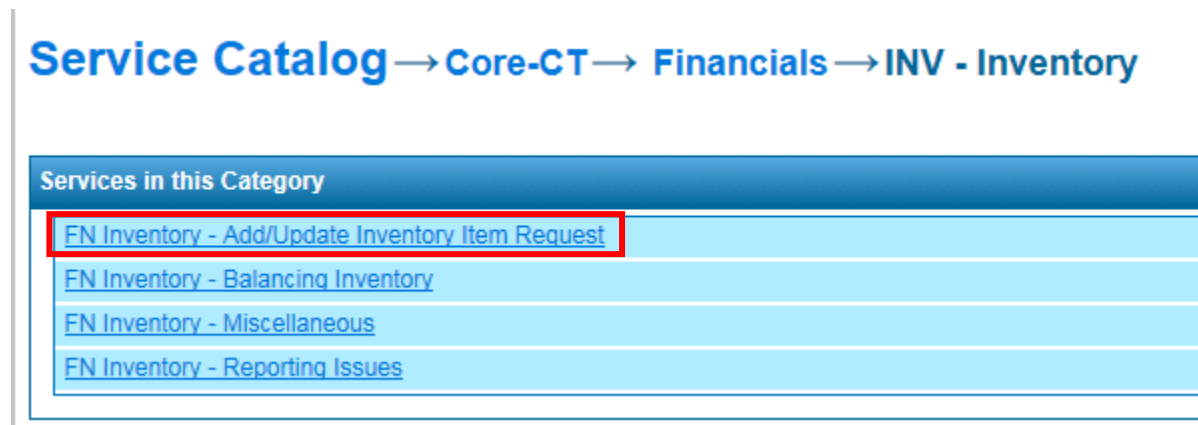 Service Catalog→Core-CT→ Financials→INV - Inventory
Services in this Category
FN Inventory - Add/Update Inventory Item Request
FN Inventory - Balancing Inventory
FN Inventory - Miscellaneous
FN Inventory - Reporting Issues